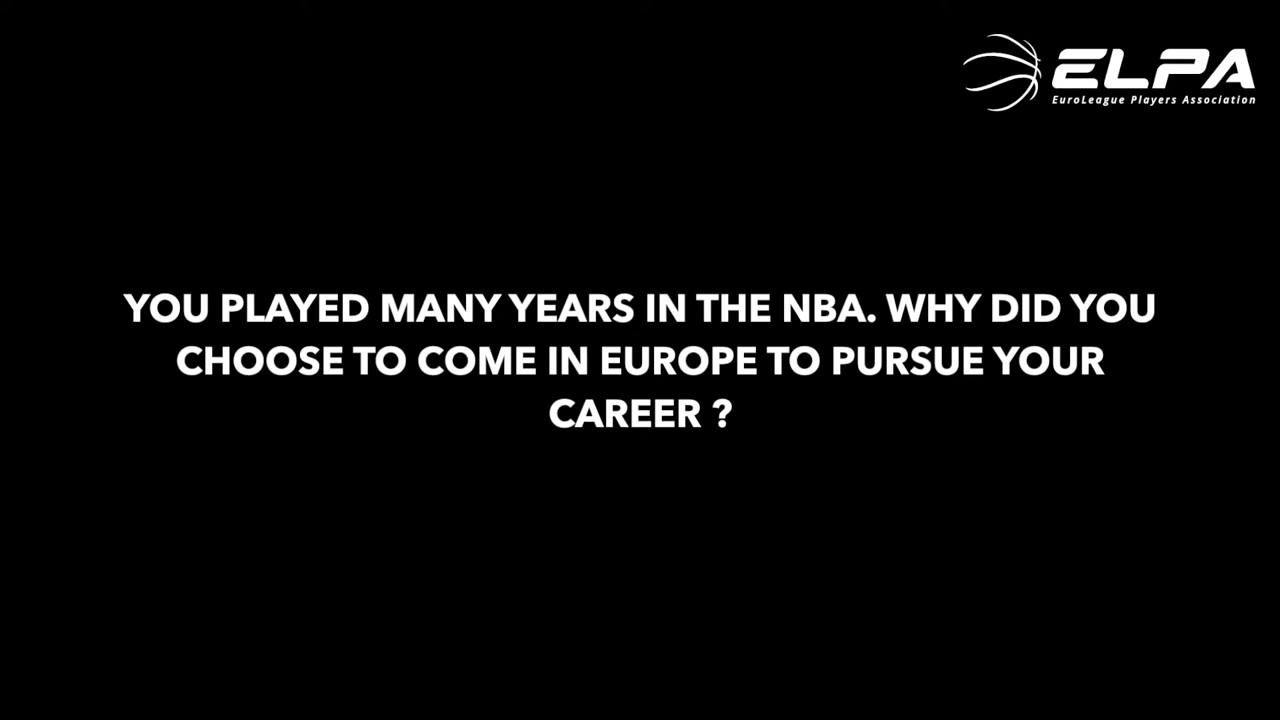 ELPA
EuroLeague Players Association
YOU PLAYED MANY YEARS IN THE NBA. WHY DID YOU
CHOOSE TO COME IN EUROPE TO PURSUE YOUR
CAREER ?